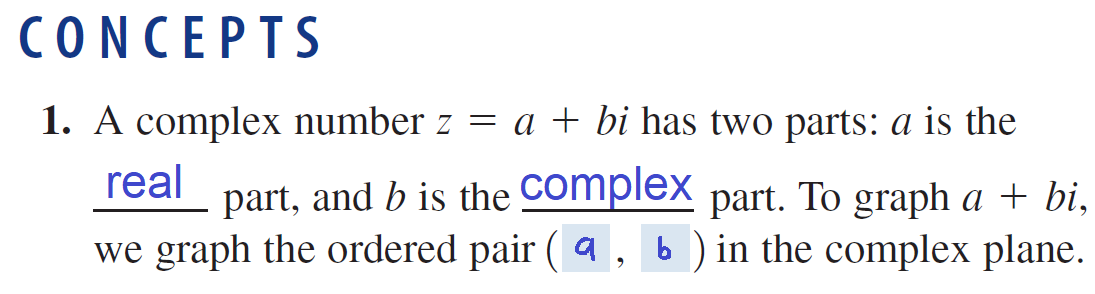 CONCEPTS
1. A complex number z = a + bi has two parts: a is the
real part, and b is the complex part. To graph a + bi,
we graph the ordered pair ( a , b ) in the complex plane.